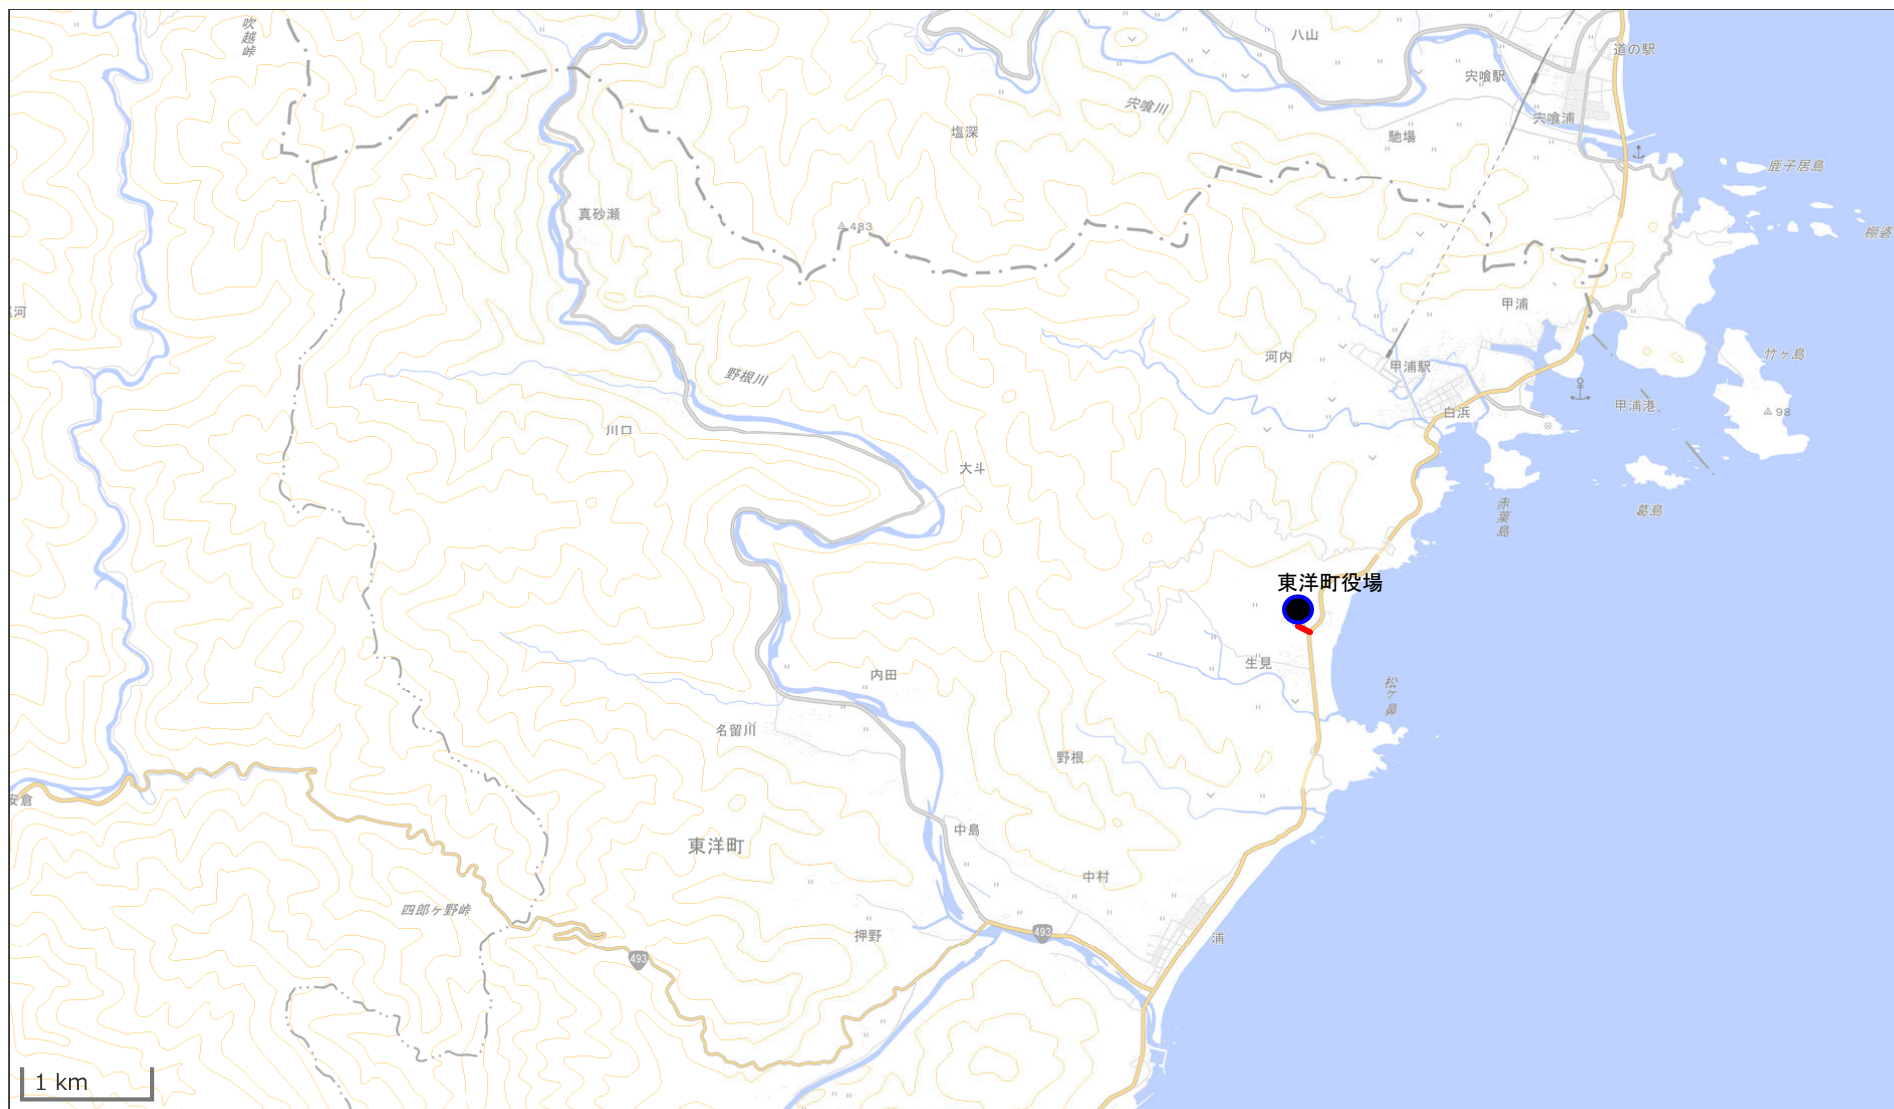 吹越峠
八山
道の駅
宍喰駅
宍喰川
宍喰浦
塩深
馳場
鹿子居島
真砂瀬
483
甲浦
河内
竹ヶ島
甲浦駅
野根川
白浜
甲浦港
98
川口
大斗
赤葉島
葛島
東洋町役場
生見
内田
松ヶ鼻
名留川
野根
安倉
中島
東洋町
中村
四郎ヶ野峠
押野
493
浦
493
1 km